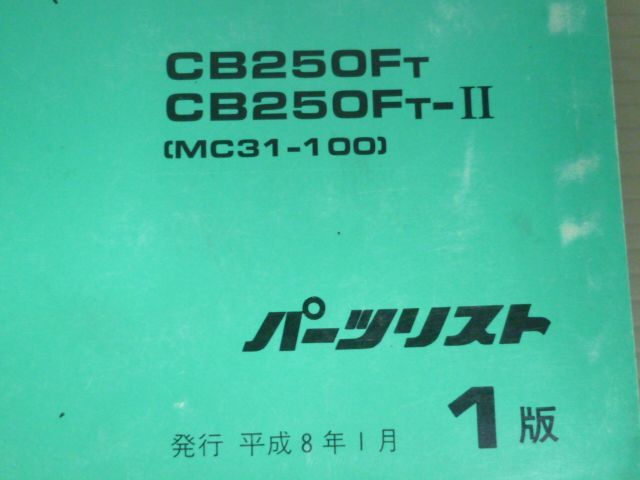 CB250FT
CB250FT-II
(MC31-100)
パーツリスト
1版
発行 平成8年1月